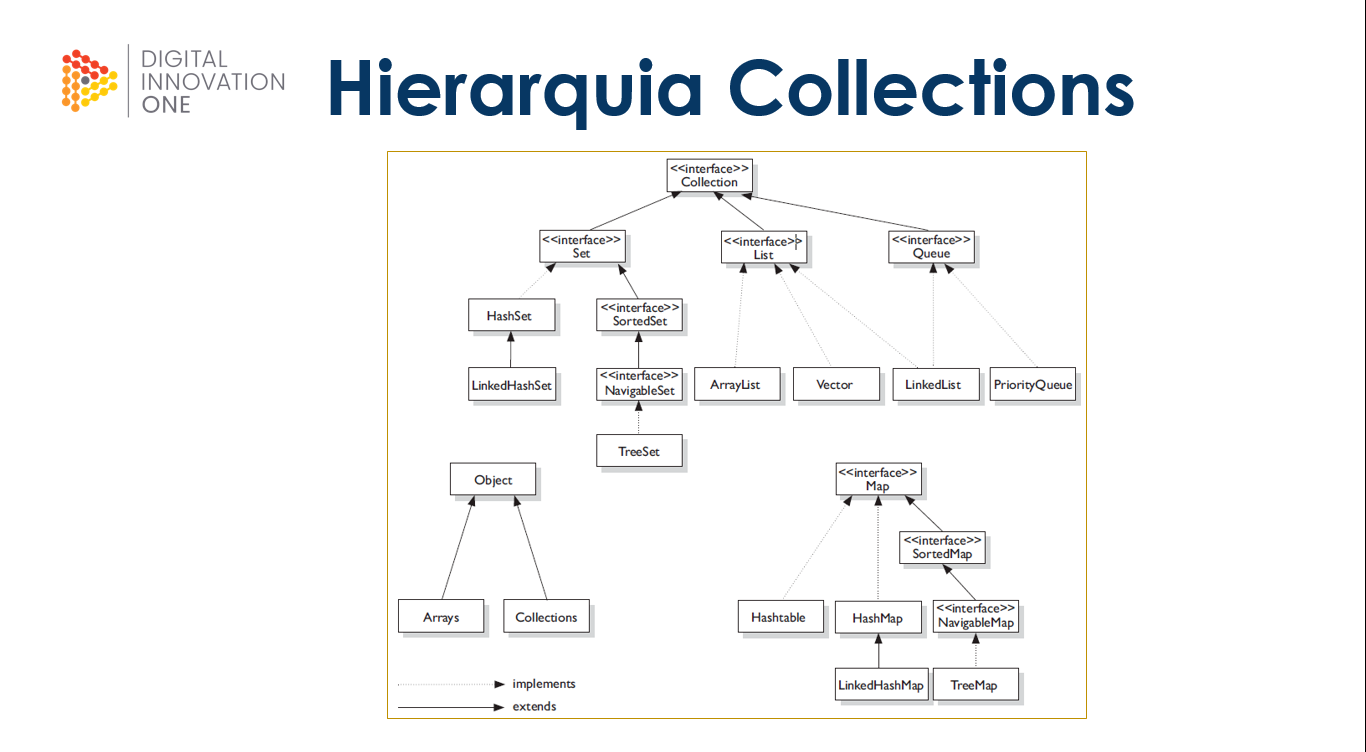 DIGITAL
INNOVATION
ONE
Hierarquia Collections
<<interface>>
Collection
<<interface>>
Set
<<interface>>
List
<<interface>>
Queue
HashSet
<<interface>>
SortedSet
LinkedHashSet
<<interface>>
NavigableSet
ArrayList
Vector
LinkedList
PriorityQueue
TreeSet
Object
<<interface>>
Map
<<interface>>
SortedMap
Arrays
Collections
Hashtable
HashMap
<<interface>>
NavigableMap
LinkedHashMap
TreeMap
implements
extends